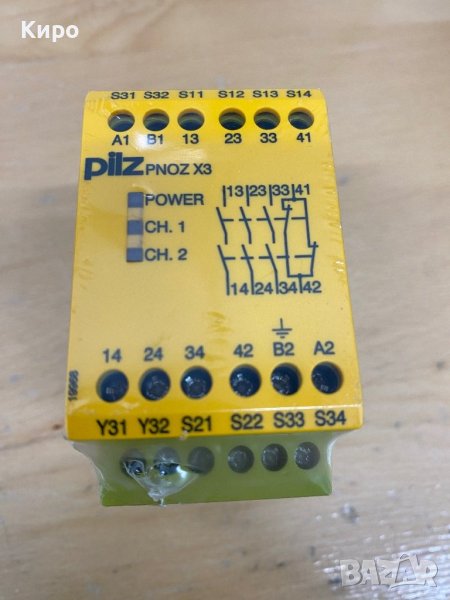 Киро
S31 S32 S11 S12 S13 S14
A1 B1 13 23 33 41
pilz PNOZ X3
POWER
CH. 1
CH. 2
13 23 33 41
14 24 34 42
14 24 34 42 B2 A2
Y31 Y32 S21 S22 S33 S34
BAZAR.bg